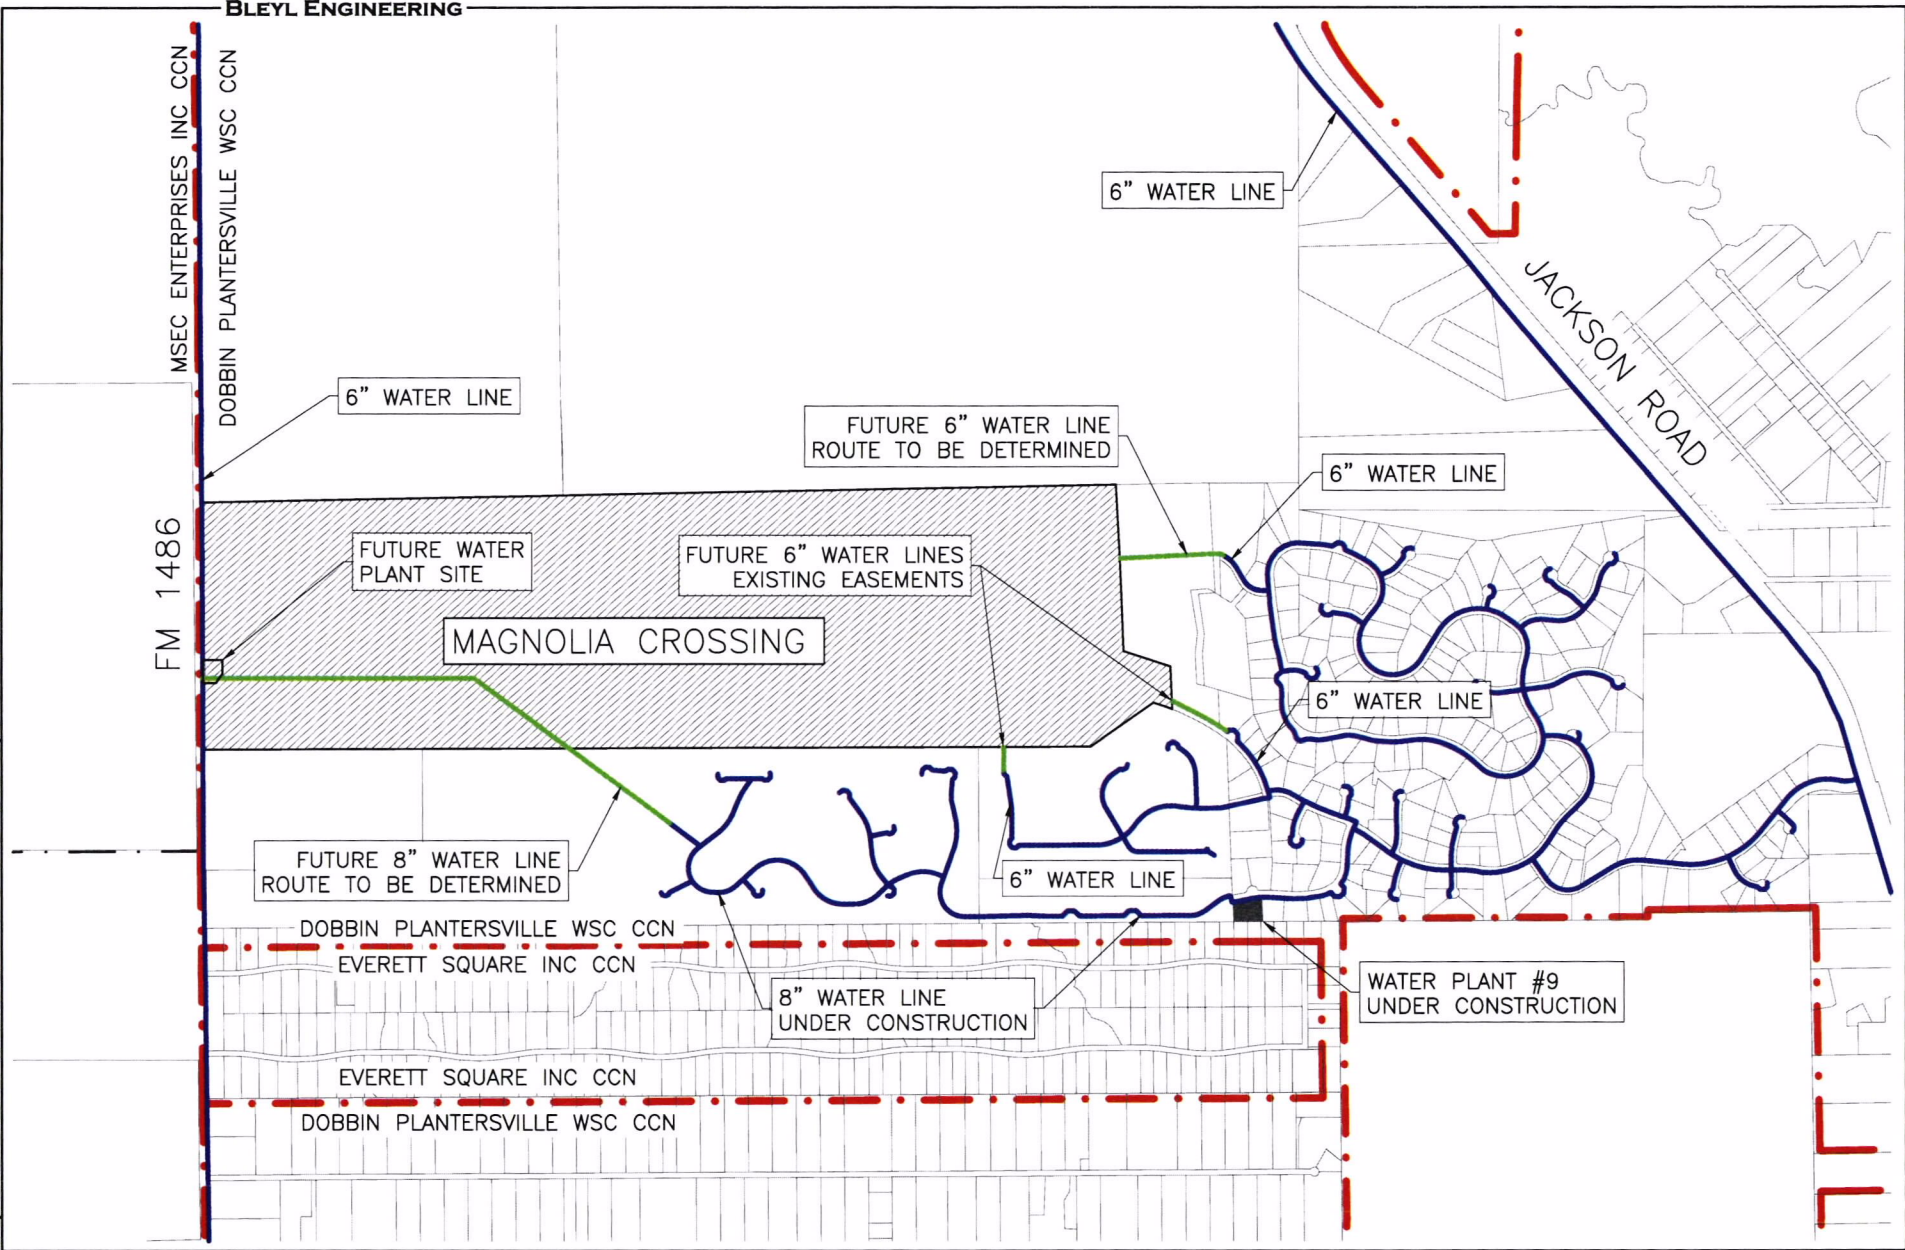 BLEYL ENGINEERING
MSEC ENTERPRISES INC CCN
DOBBIN PLANTERSVILLE WSC CCN
6" WATER LINE
JACKSON ROAD
6" WATER LINE
FUTURE 6" WATER LINE
ROUTE TO BE DETERMINED
6" WATER LINE
FM 1486
FUTURE WATER
PLANT SITE
FUTURE 6" WATER LINES
EXISTING EASEMENTS
MAGNOLIA CROSSING
6" WATER LINE
FUTURE 8" WATER LINE
ROUTE TO BE DETERMINED
6" WATER LINE
DOBBIN PLANTERSVILLE WSC CCN
EVERETT SQUARE INC CCN
8" WATER LINE
UNDER CONSTRUCTION
WATER PLANT #9
UNDER CONSTRUCTION
EVERETT SQUARE INC CCN
DOBBIN PLANTERSVILLE WSC CCN